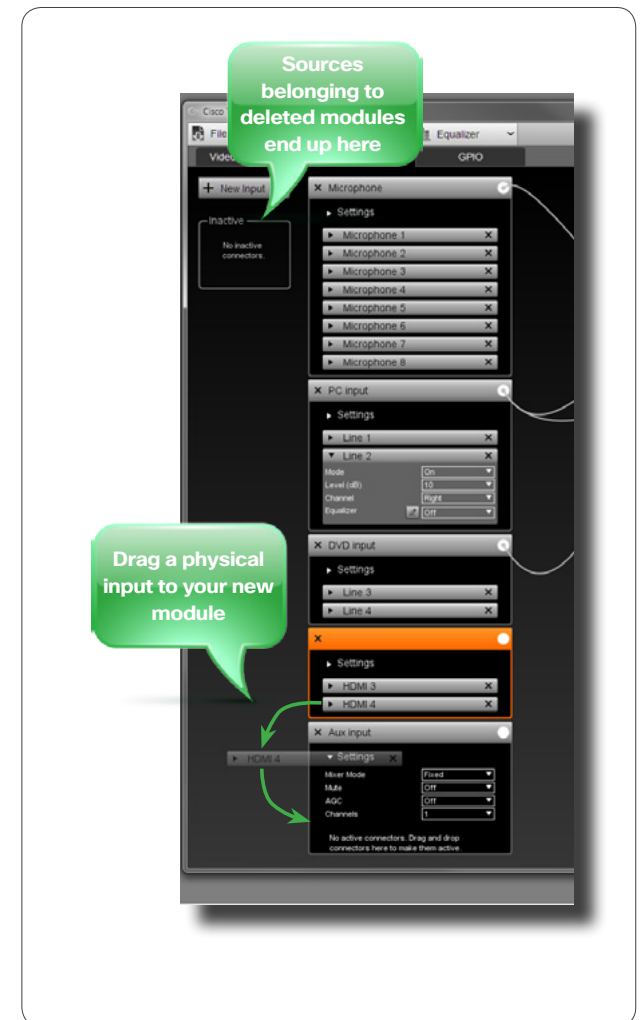 Sources
belonging to
deleted modules
end up here
Cisco
File
Equalizer
Video
GPIO
+ New Input
Inactive
No inactive
connectors.
× Microphone
Settings
Microphone 1 ×
Microphone 2 ×
Microphone 3 ×
Microphone 4 ×
Microphone 5 ×
Microphone 6 ×
Microphone 7 ×
Microphone 8 ×
× PC input
Settings
Line 1 ×
Line 2 ×
Mode On
Level (dB) 10
Channel Right
Equalizer Off
× DVD input
Settings
Line 3 ×
Line 4 ×
Drag a physical
input to your new
module
×
Settings
HDMI 3 ×
HDMI 4 ×
× Aux input
HDMI 4 ×
Settings
Mixer Mode Fixed
Mute Off
AGC Off
Channels 1
No active connectors. Drag and drop
connectors here to make them active.